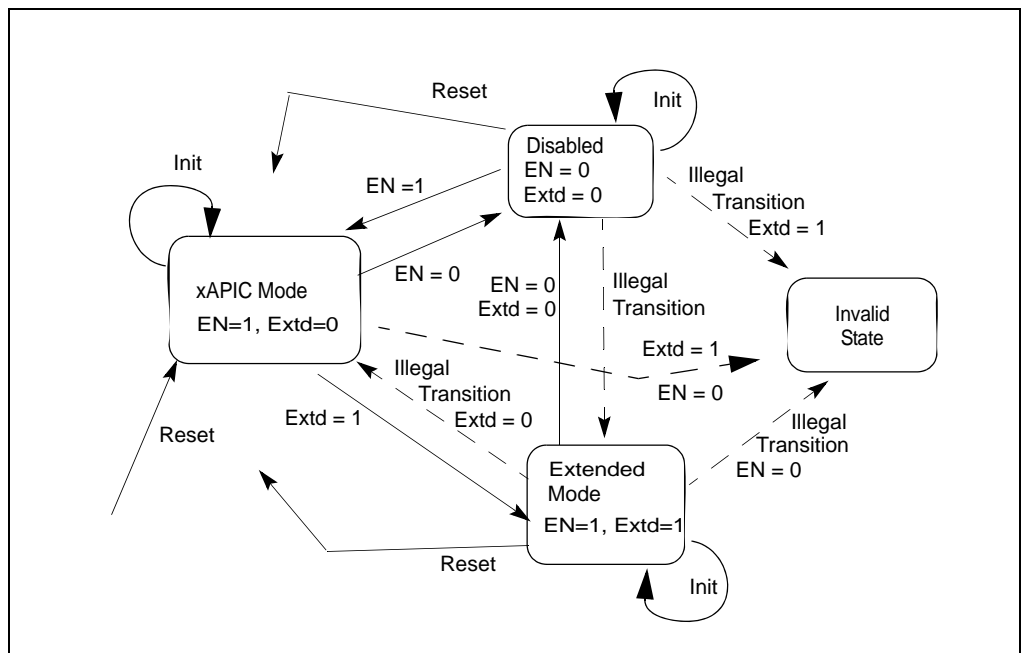 Reset
Init
Disabled
EN = 0
Extd = 0
Init
EN =1
Illegal
Transition
Extd = 1
xAPIC Mode
EN=1, Extd=0
EN = 0
EN = 0
Extd = 0
Illegal
Transition
Invalid
State
Extd = 1
EN = 0
Illegal
Transition
Extd = 0
Extd = 1
Reset
Illegal
Transition
EN = 0
Extended
Mode
EN=1, Extd=1
Reset
Init